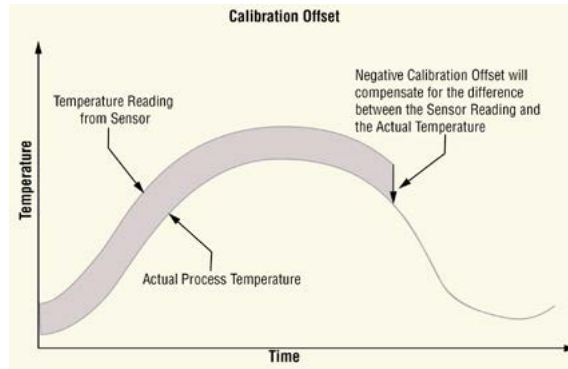 Calibration Offset
Temperature Reading
from Sensor
Negative Calibration Offset will
compensate for the difference
between the Sensor Reading and
the Actual Temperature
Temperature
Actual Process Temperature
Time